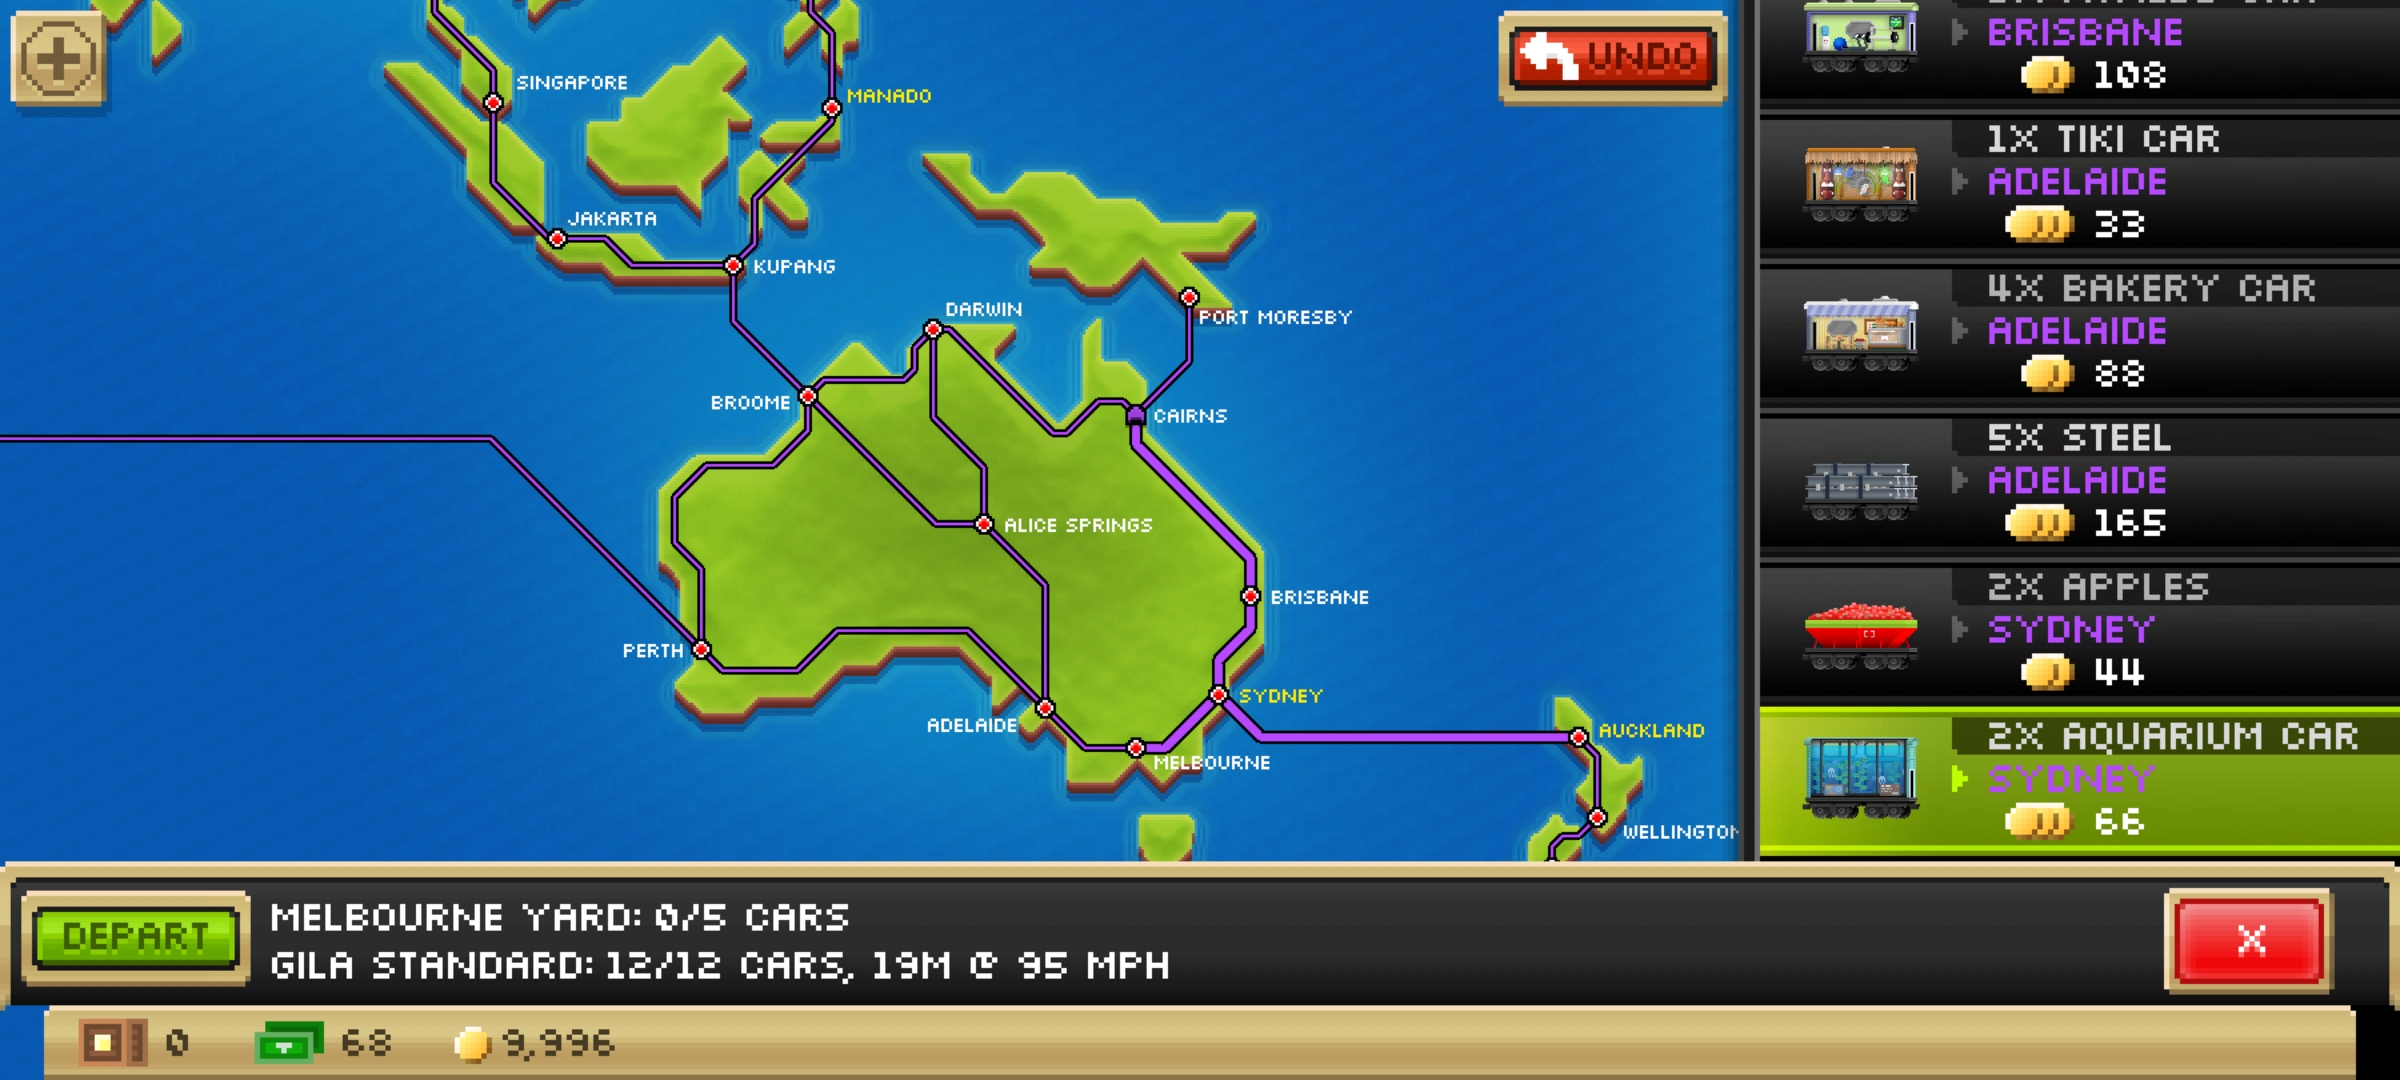 SINGAPORE
MANADO
JAKARTA
KUPANG
DARWIN
PORT MORESBY
BROOME
CAIRNS
ALICE SPRINGS
BRISBANE
PERTH
SYDNEY
ADELAIDE
AUCKLAND
MELBOURNE
WELLINGTON
UNDO
BRISBANE
108
1X TIKI CAR
ADELAIDE
33
4X BAKERY CAR
ADELAIDE
88
5X STEEL
ADELAIDE
165
2X APPLES
SYDNEY
44
2X AQUARIUM CAR
SYDNEY
66
DEPART
MELBOURNE YARD: 0/5 CARS
GILA STANDARD: 12/12 CARS, 19M @ 95 MPH
X
0
68
9,996